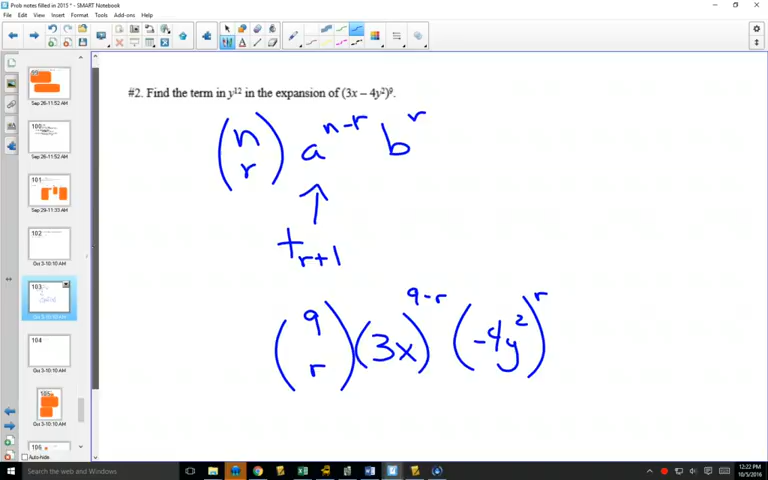 Prob notes filled in 2015 * - SMART Notebook
File Edit View Insert Format Tools Add-ons Help
#2. Find the term in y¹² in the expansion of (3x – 4y²)⁹.
(n r) a^(n-r) b^r
↑
t_(r+1)
(9 r) (3x)^(9-r) (-4y²)^r
Sep 26-11:52 AM
100
Sep 26-11:52 AM
101
Sep 29-11:33 AM
102
Oct 3-10:10 AM
103
Oct 3-10:10 AM
104
Oct 3-10:10 AM
105
Oct 3-10:10 AM
106
Auto-hide
Search the web and Windows
12:22 PM
10/5/2016